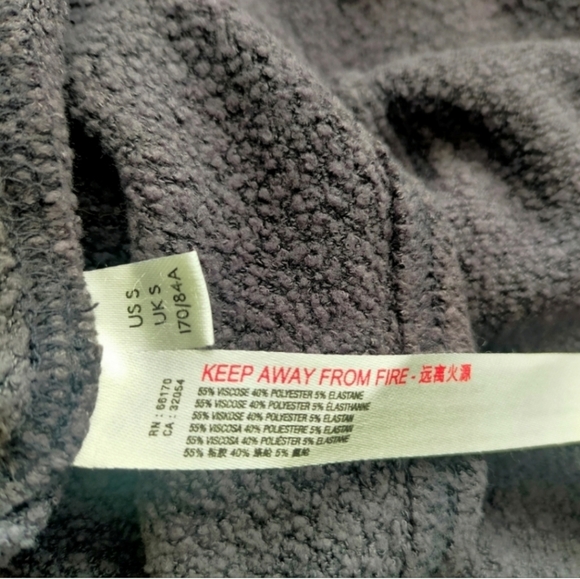 US S
UK S
170/84A
KEEP AWAY FROM FIRE - 远离火源
RN : 66170
CA : 32054
55% VISCOSE 40% POLYESTER 5% ELASTANE
55% VISCOSE 40% POLYESTER 5% ELASTHANNE
55% VISKOSE 40% POLYESTER 5% ELASTAN
55% VISCOSA 40% POLIESTERE 5% ELASTAN
55% VISCOSA 40% POLIÉSTER 5% ELASTANO
55% 粘胶 40% 涤纶 5% 氨纶